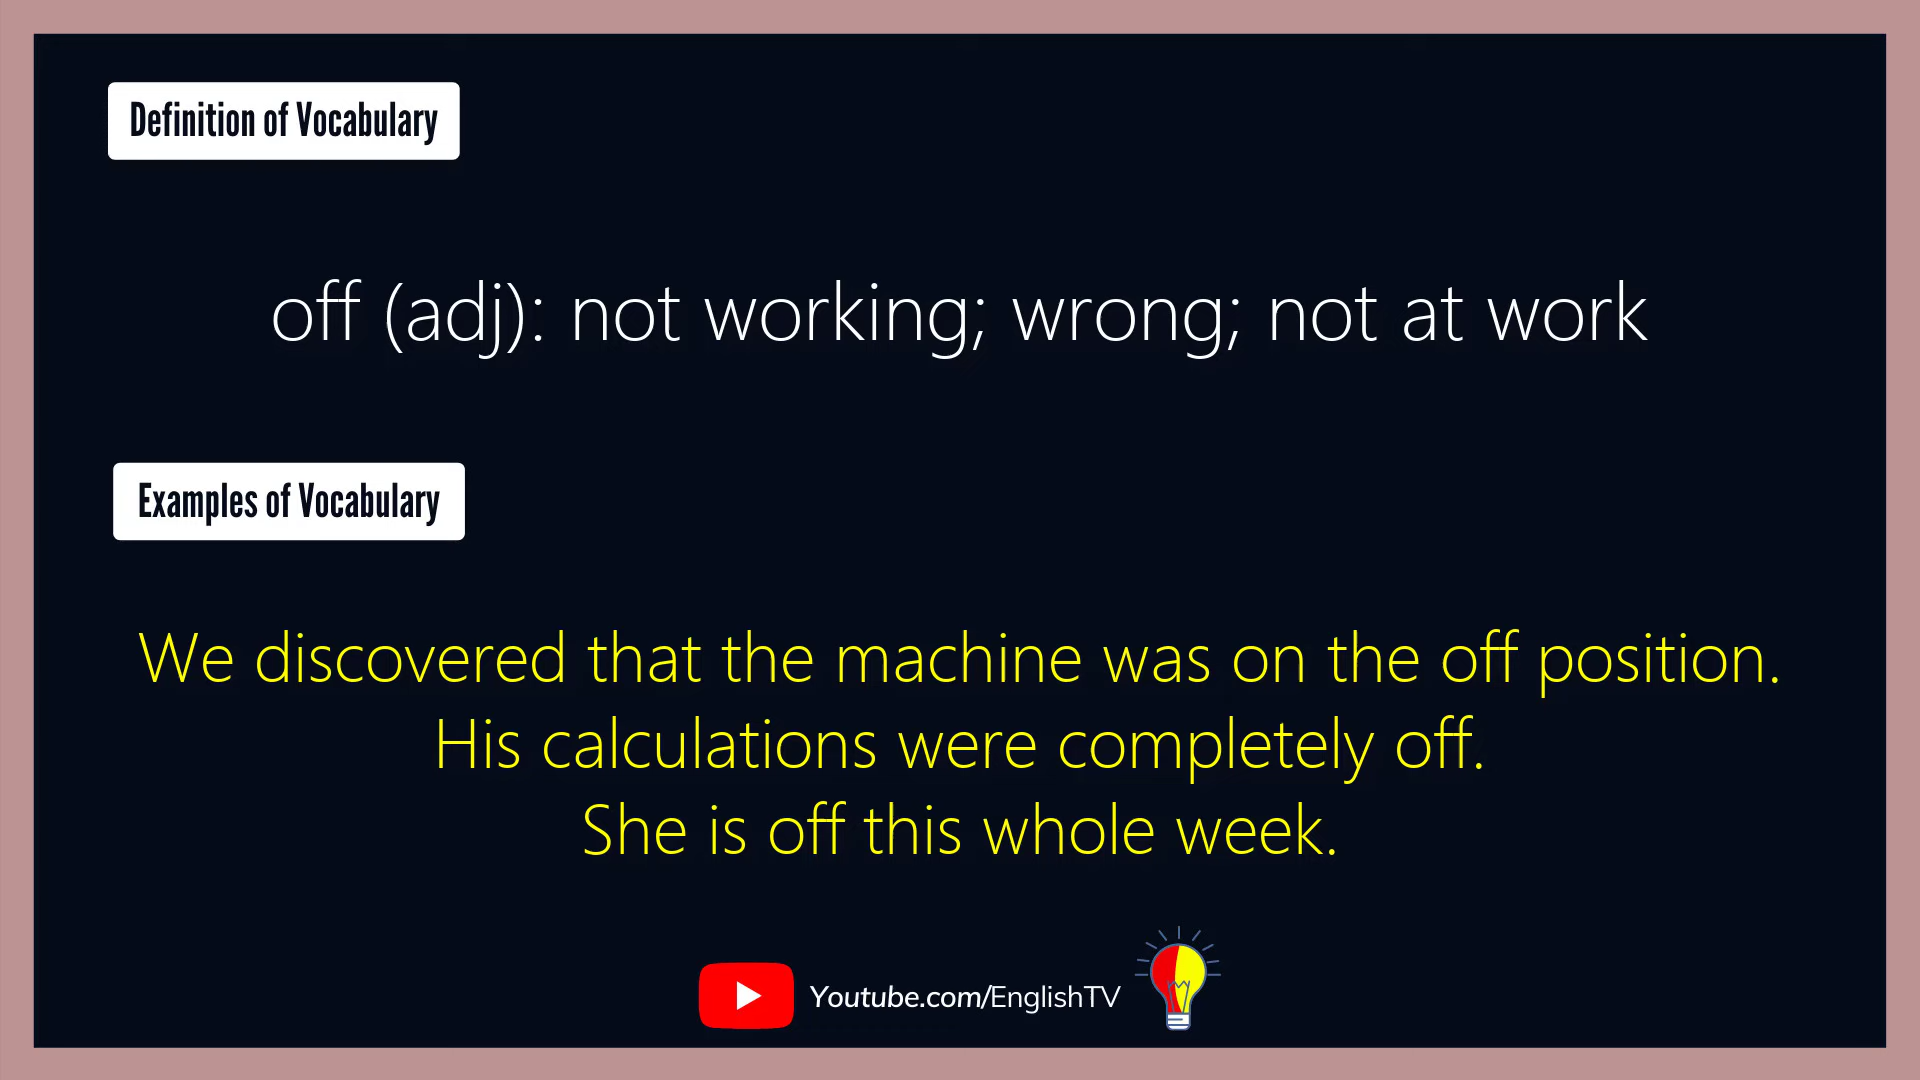 Definition of Vocabulary
off (adj): not working; wrong; not at work
Examples of Vocabulary
We discovered that the machine was on the off position.
His calculations were completely off.
She is off this whole week.
Youtube.com/EnglishTV